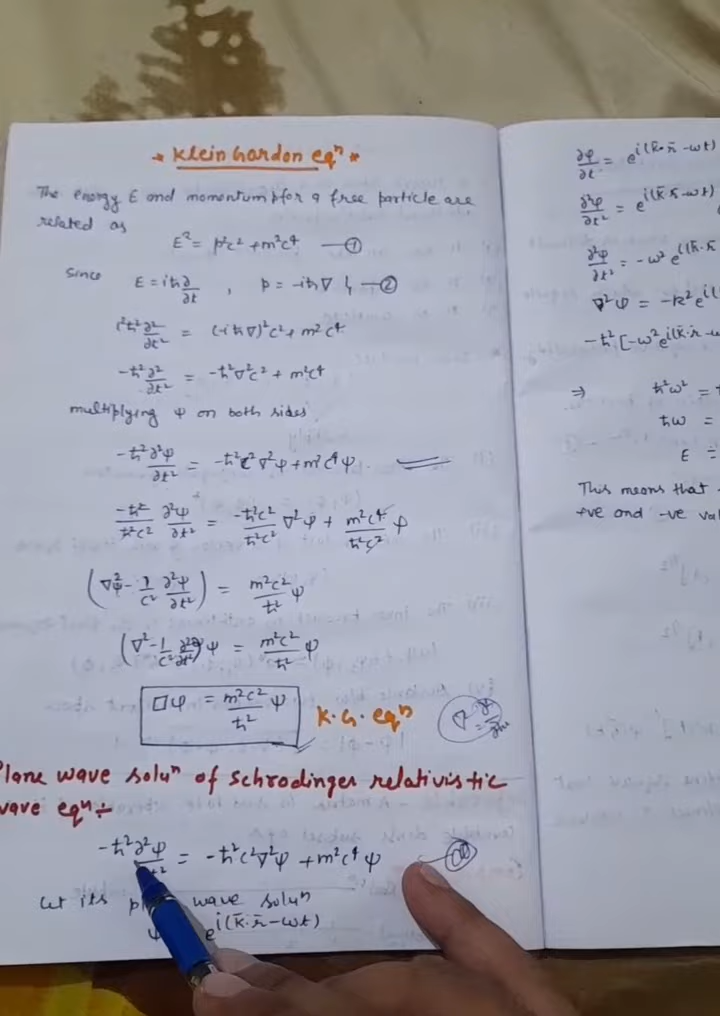 * Klein Gordon eqⁿ *
The energy E and momentum p for a free particle are
related as
E² = p²c² + m²c⁴ —①
Since E = iħ∂/∂t , p = -iħ∇ —②
i²ħ²∂²/∂t² = (-iħ∇)²c² + m²c⁴
-ħ²∂²/∂t² = -ħ²∇²c² + m²c⁴
multiplying ψ on both sides
-ħ²∂²ψ/∂t² = -ħ²c²∇²ψ + m²c⁴ψ
-ħ²/ħ²c² ∂²ψ/∂t² = -ħ²c²/ħ²c² ∇²ψ + m²c⁴/ħ²c² ψ
(∇²ψ - 1/c² ∂²ψ/∂t²) = m²c²/ħ² ψ
(∇² - 1/c² ∂²/∂t²)ψ = m²c²/ħ² ψ
□ψ = m²c²/ħ² ψ K.G. eqⁿ
Plane wave soluⁿ of Schrodinger relativistic
wave eqⁿ ÷
-ħ²∂²ψ/∂t² = -ħ²c²∇²ψ + m²c⁴ψ
Let its wave soluⁿ
e^i(k̄·r̄-ωt)
∂ψ/∂t = e^i(k̄·r̄-ωt)
∂²ψ/∂t² = e^i(k̄·r̄-ωt)
∂²ψ/∂t² = -ω² e^i(k̄·r̄
∇²ψ = -k² e^i(
-ħ²[-ω² e^i(k̄·r̄-ω
⇒ ħ²ω² =
ħω =
E =
This means that
+ve and -ve val